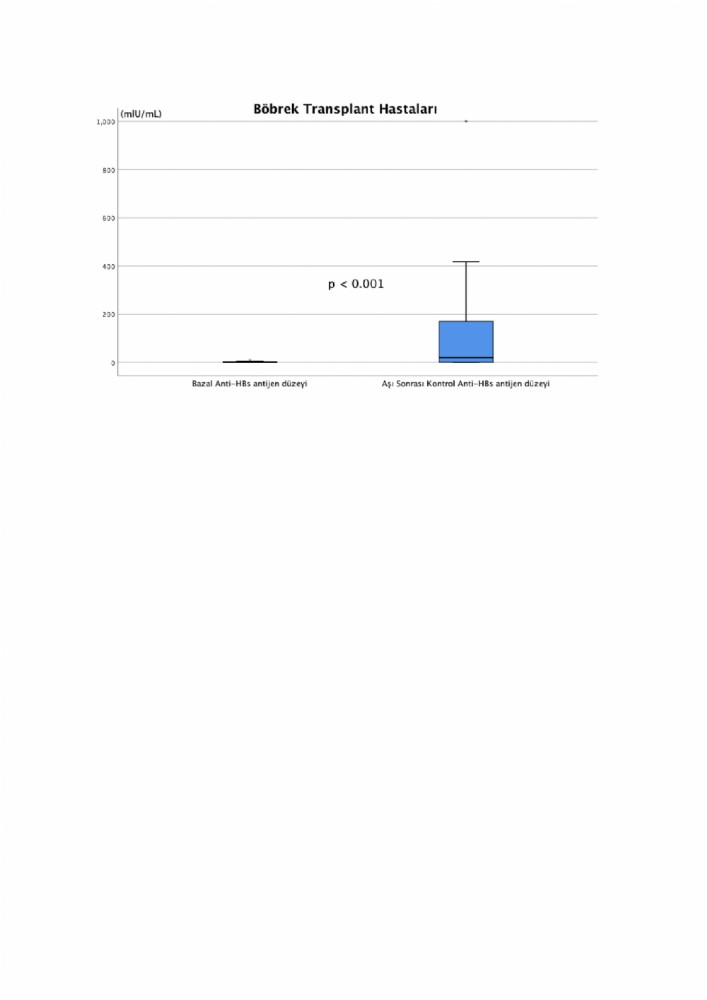 Böbrek Transplant Hastaları
(mIU/mL)
1,000
800
600
400
p < 0.001
200
0
Bazal Anti-HBs antijen düzeyi
Aşı Sonrası Kontrol Anti-HBs antijen düzeyi